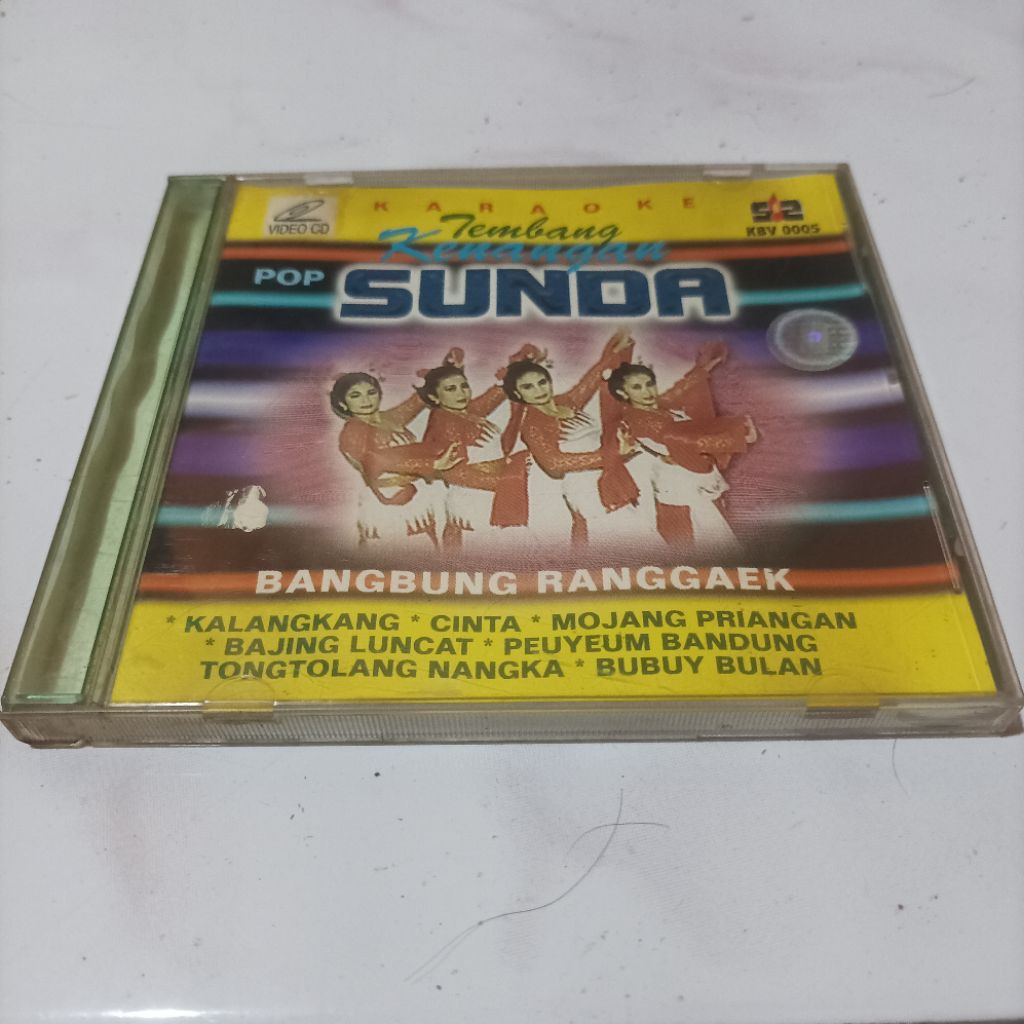 KARAOKE
VIDEO CD
KBV 0005
Tembang
Kenangan
POP SUNDA
BANGBUNG RANGGAEK
* KALANGKANG * CINTA * MOJANG PRIANGAN
* BAJING LUNCAT * PEUYEUM BANDUNG
TONGTOLANG NANGKA * BUBUY BULAN